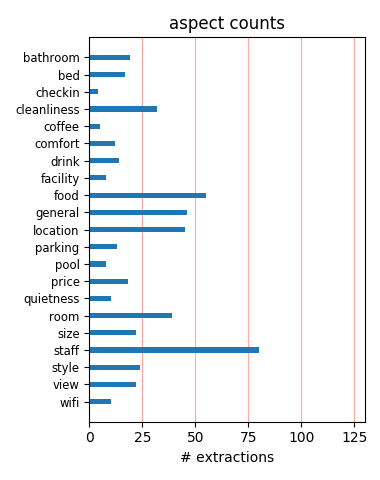 aspect counts
bathroom
bed
checkin
cleanliness
coffee
comfort
drink
facility
food
general
location
parking
pool
price
quietness
room
size
staff
style
view
wifi
0 25 50 75 100 125
# extractions